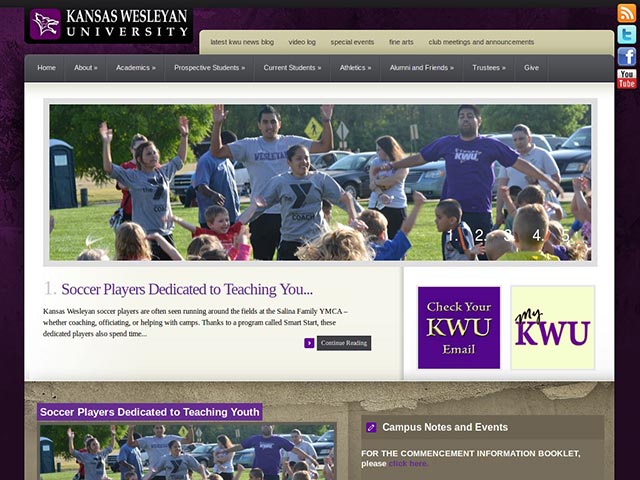 KANSAS WESLEYAN
UNIVERSITY
latest kwu news blog video log special events fine arts club meetings and announcements
Home About » Academics » Prospective Students » Current Students » Athletics » Alumni and Friends » Trustees » Give
You
Tube
WESLEYAN
KWU
the Y
COACH
1. 2. 3. 4. 5.
1. Soccer Players Dedicated to Teaching You...
Kansas Wesleyan soccer players are often seen running around the fields at the Salina Family YMCA –
whether coaching, officiating, or helping with camps. Thanks to a program called Smart Start, these
dedicated players also spend time...
Continue Reading
Check Your
KWU
Email
my
KWU
Soccer Players Dedicated to Teaching Youth
Campus Notes and Events
FOR THE COMMENCEMENT INFORMATION BOOKLET,
please click here.